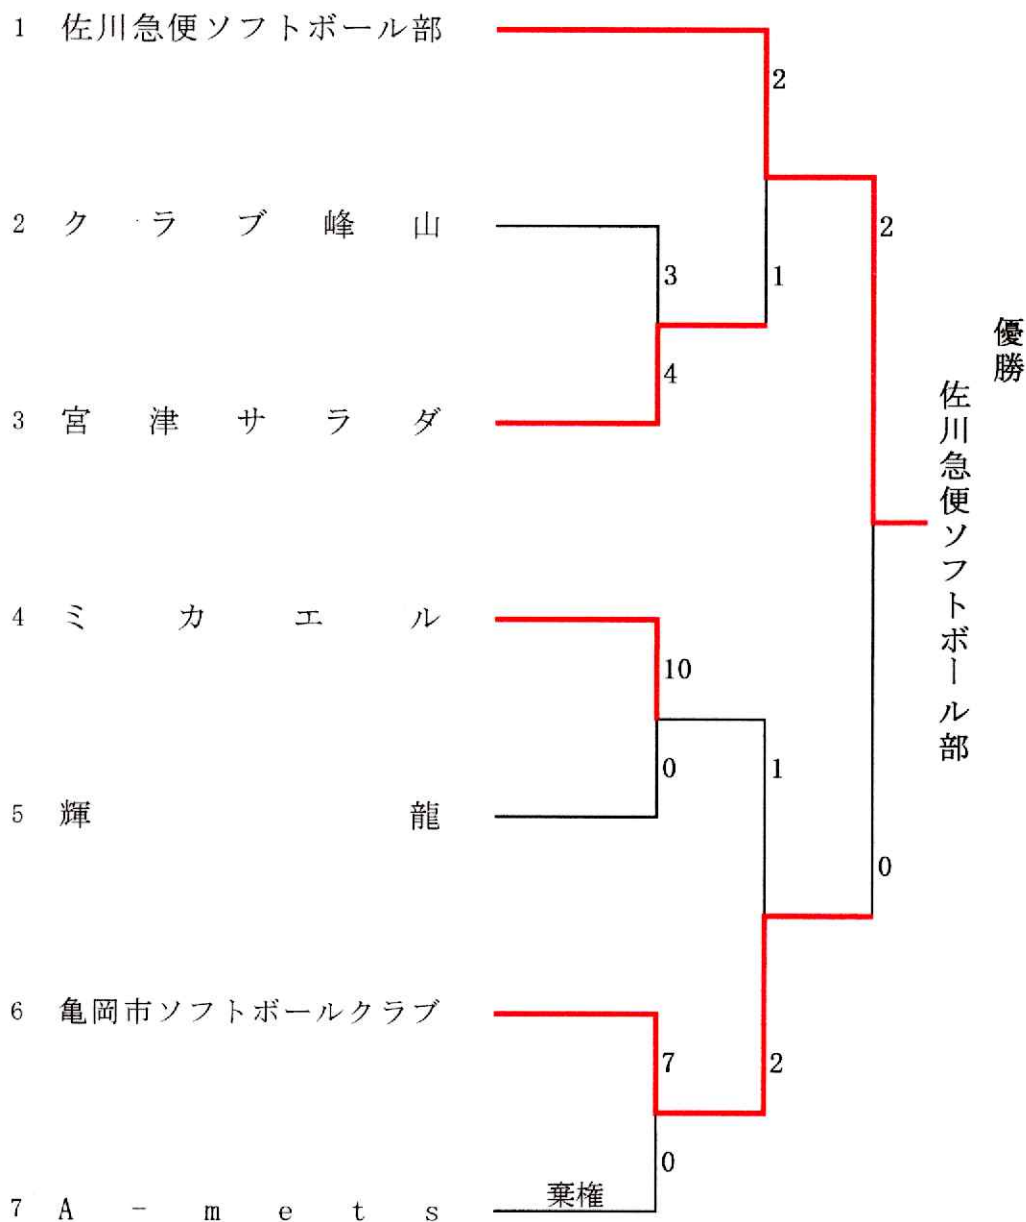 1 佐川急便ソフトボール部
2
2 クラブ峰山
2
3
1
優勝
佐川急便ソフトボール部
4
3 宮津サラダ
4 ミカエル
10
0
1
5 輝龍
0
6 亀岡市ソフトボールクラブ
7
2
0
7 A-mets
棄権